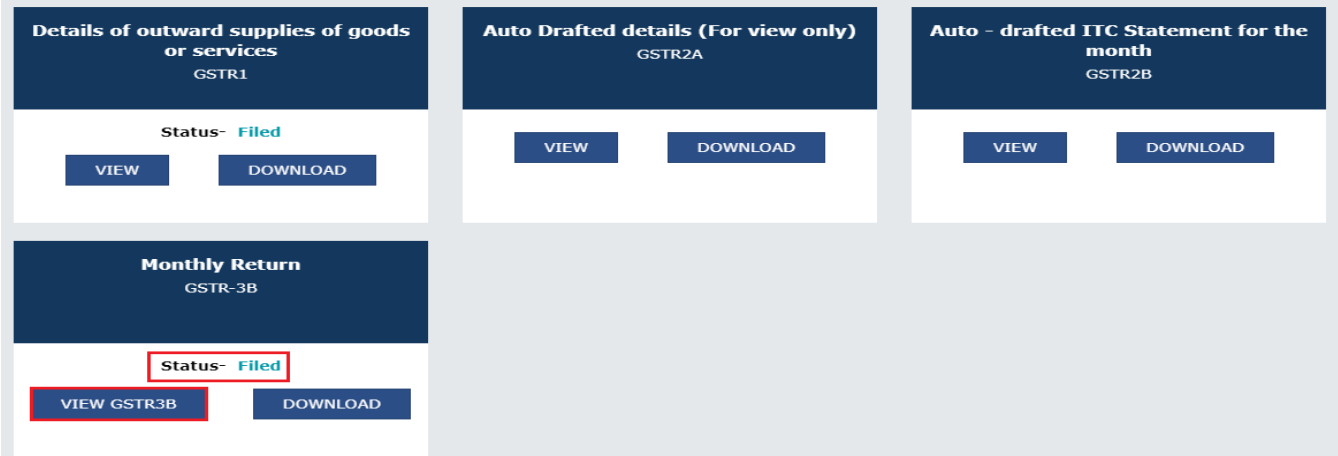 Details of outward supplies of goods
or services
GSTR1
Status- Filed
VIEW DOWNLOAD
Auto Drafted details (For view only)
GSTR2A
VIEW DOWNLOAD
Auto - drafted ITC Statement for the
month
GSTR2B
VIEW DOWNLOAD
Monthly Return
GSTR-3B
Status- Filed
VIEW GSTR3B DOWNLOAD